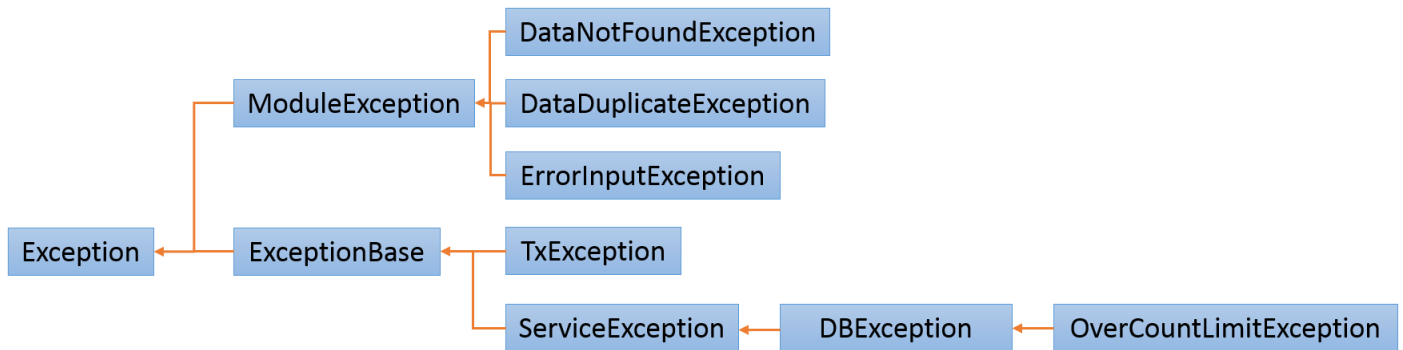 DataNotFoundException
ModuleException
DataDuplicateException
ErrorInputException
Exception
ExceptionBase
TxException
ServiceException
DBException
OverCountLimitException